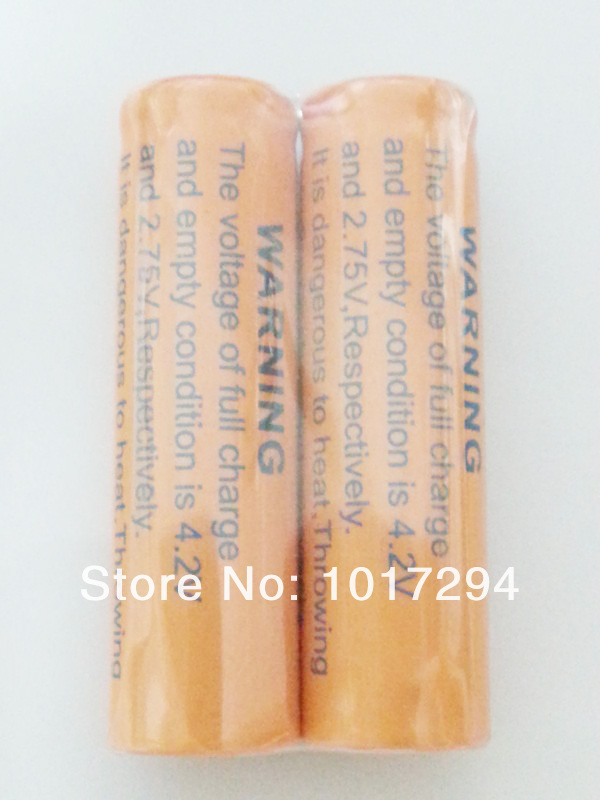 WARNING
The voltage of full charge
and empty condition is 4.2V
and 2.75V,Respectively.
It is dangerous to heat,Throwing
WARNING
The voltage of full charge
and empty condition is 4.2V
and 2.75V,Respectively.
It is dangerous to heat,Throwing
Store No: 1017294